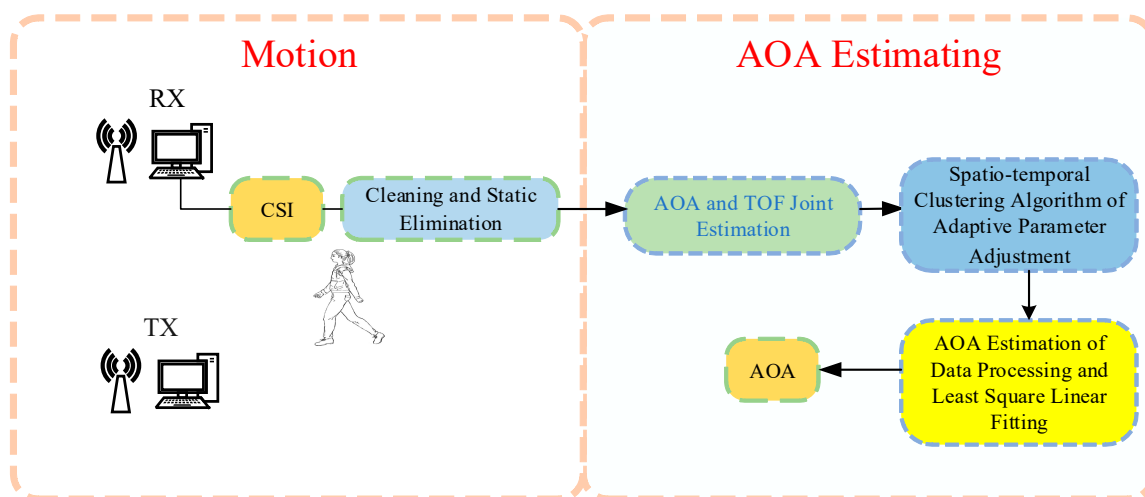 Motion
RX
CSI
Cleaning and Static
Elimination
TX
AOA Estimating
AOA and TOF Joint
Estimation
Spatio-temporal
Clustering Algorithm of
Adaptive Parameter
Adjustment
AOA Estimation of
Data Processing and
Least Square Linear
Fitting
AOA